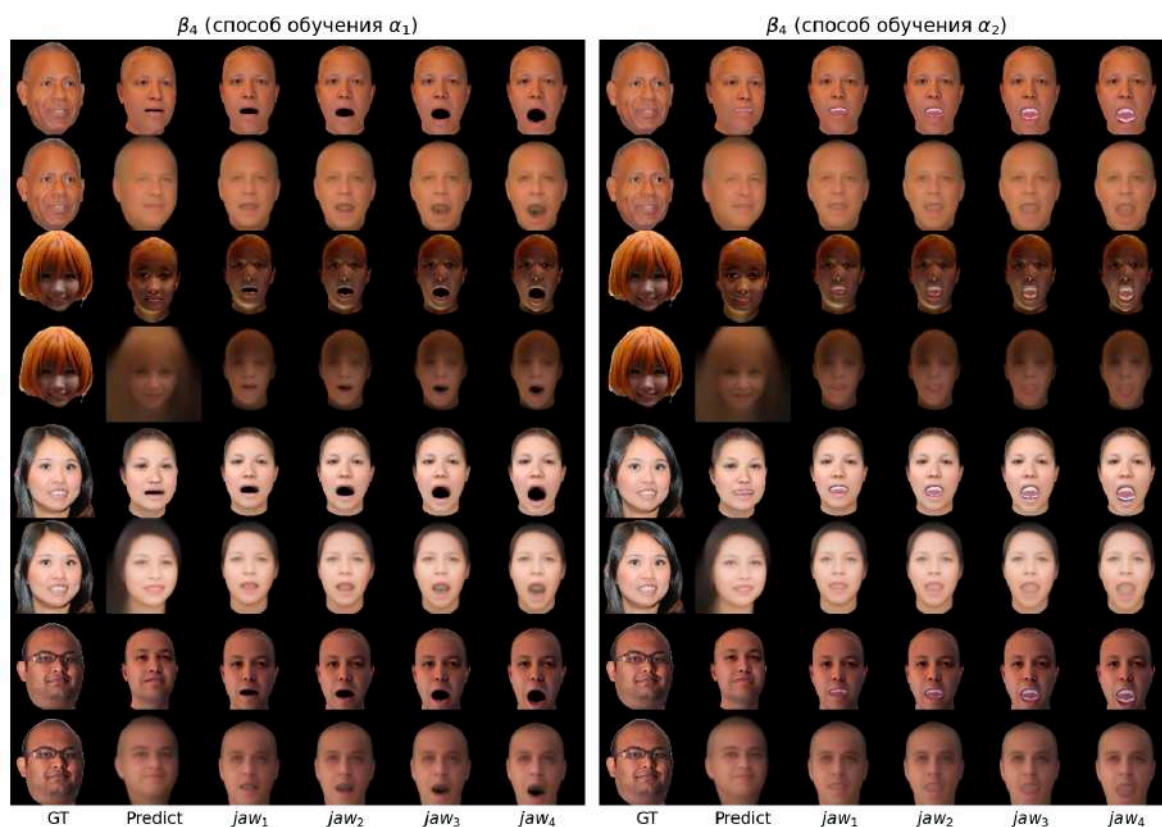 β₄ (способ обучения α₁)
β₄ (способ обучения α₂)
GT Predict jaw₁ jaw₂ jaw₃ jaw₄
GT Predict jaw₁ jaw₂ jaw₃ jaw₄